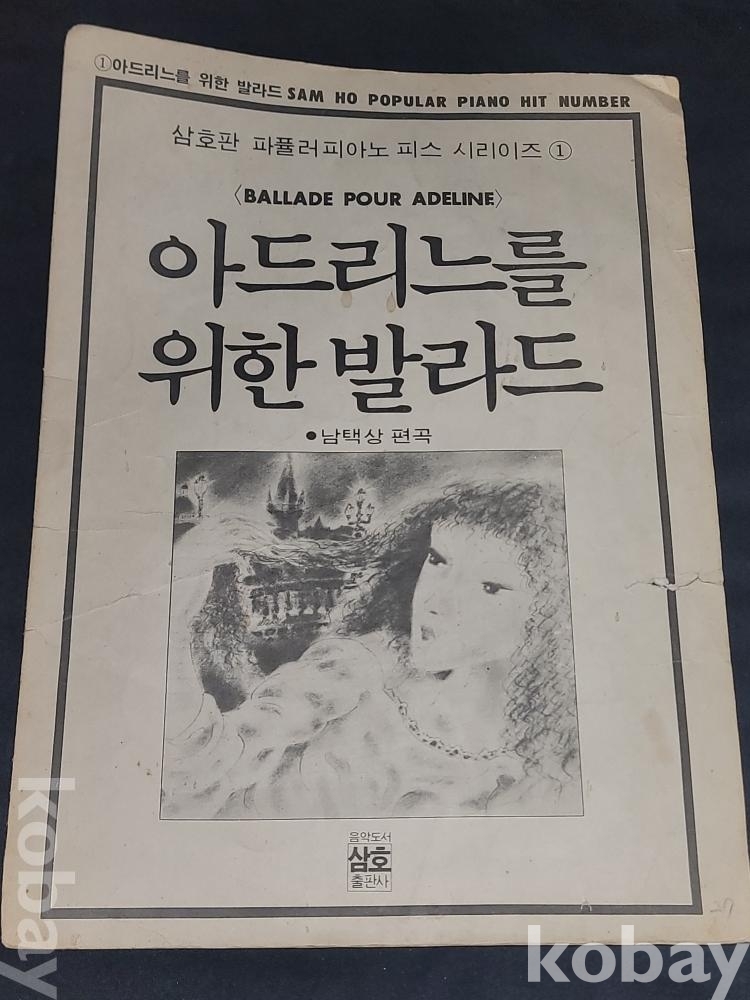 ①아드리느를 위한 발라드 SAM HO POPULAR PIANO HIT NUMBER
삼호판 파퓰러피아노 피스 시리이즈 ①
〈BALLADE POUR ADELINE〉
아드리느를
위한 발라드
●남택상 편곡
음악도서
삼호
출판사
A 27
kobay
kobay